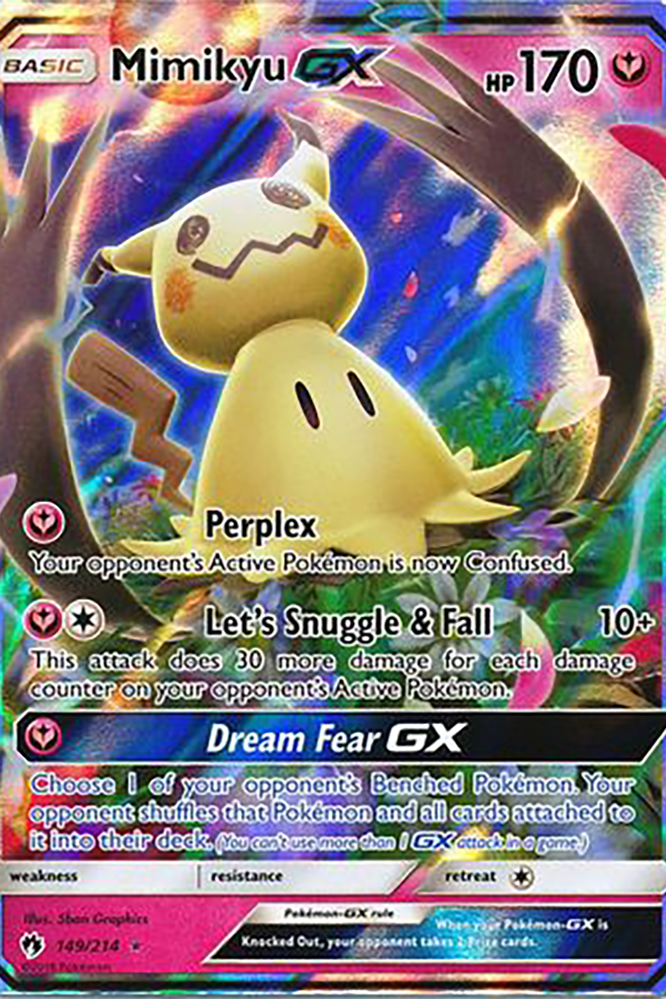 BASIC Mimikyu GX HP 170
Perplex
Your opponent's Active Pokémon is now Confused.
Let's Snuggle & Fall 10+
This attack does 30 more damage for each damage
counter on your opponent's Active Pokémon.
Dream Fear GX
Choose 1 of your opponent's Benched Pokémon. Your
opponent shuffles that Pokémon and all cards attached to
it into their deck. (You can't use more than 1 GX attack in a game.)
weakness resistance retreat
Illus. 5ban Graphics
Pokémon-GX rule
When your Pokémon-GX is
Knocked Out, your opponent takes 2 Prize cards.
149/214
©2018 Pokémon